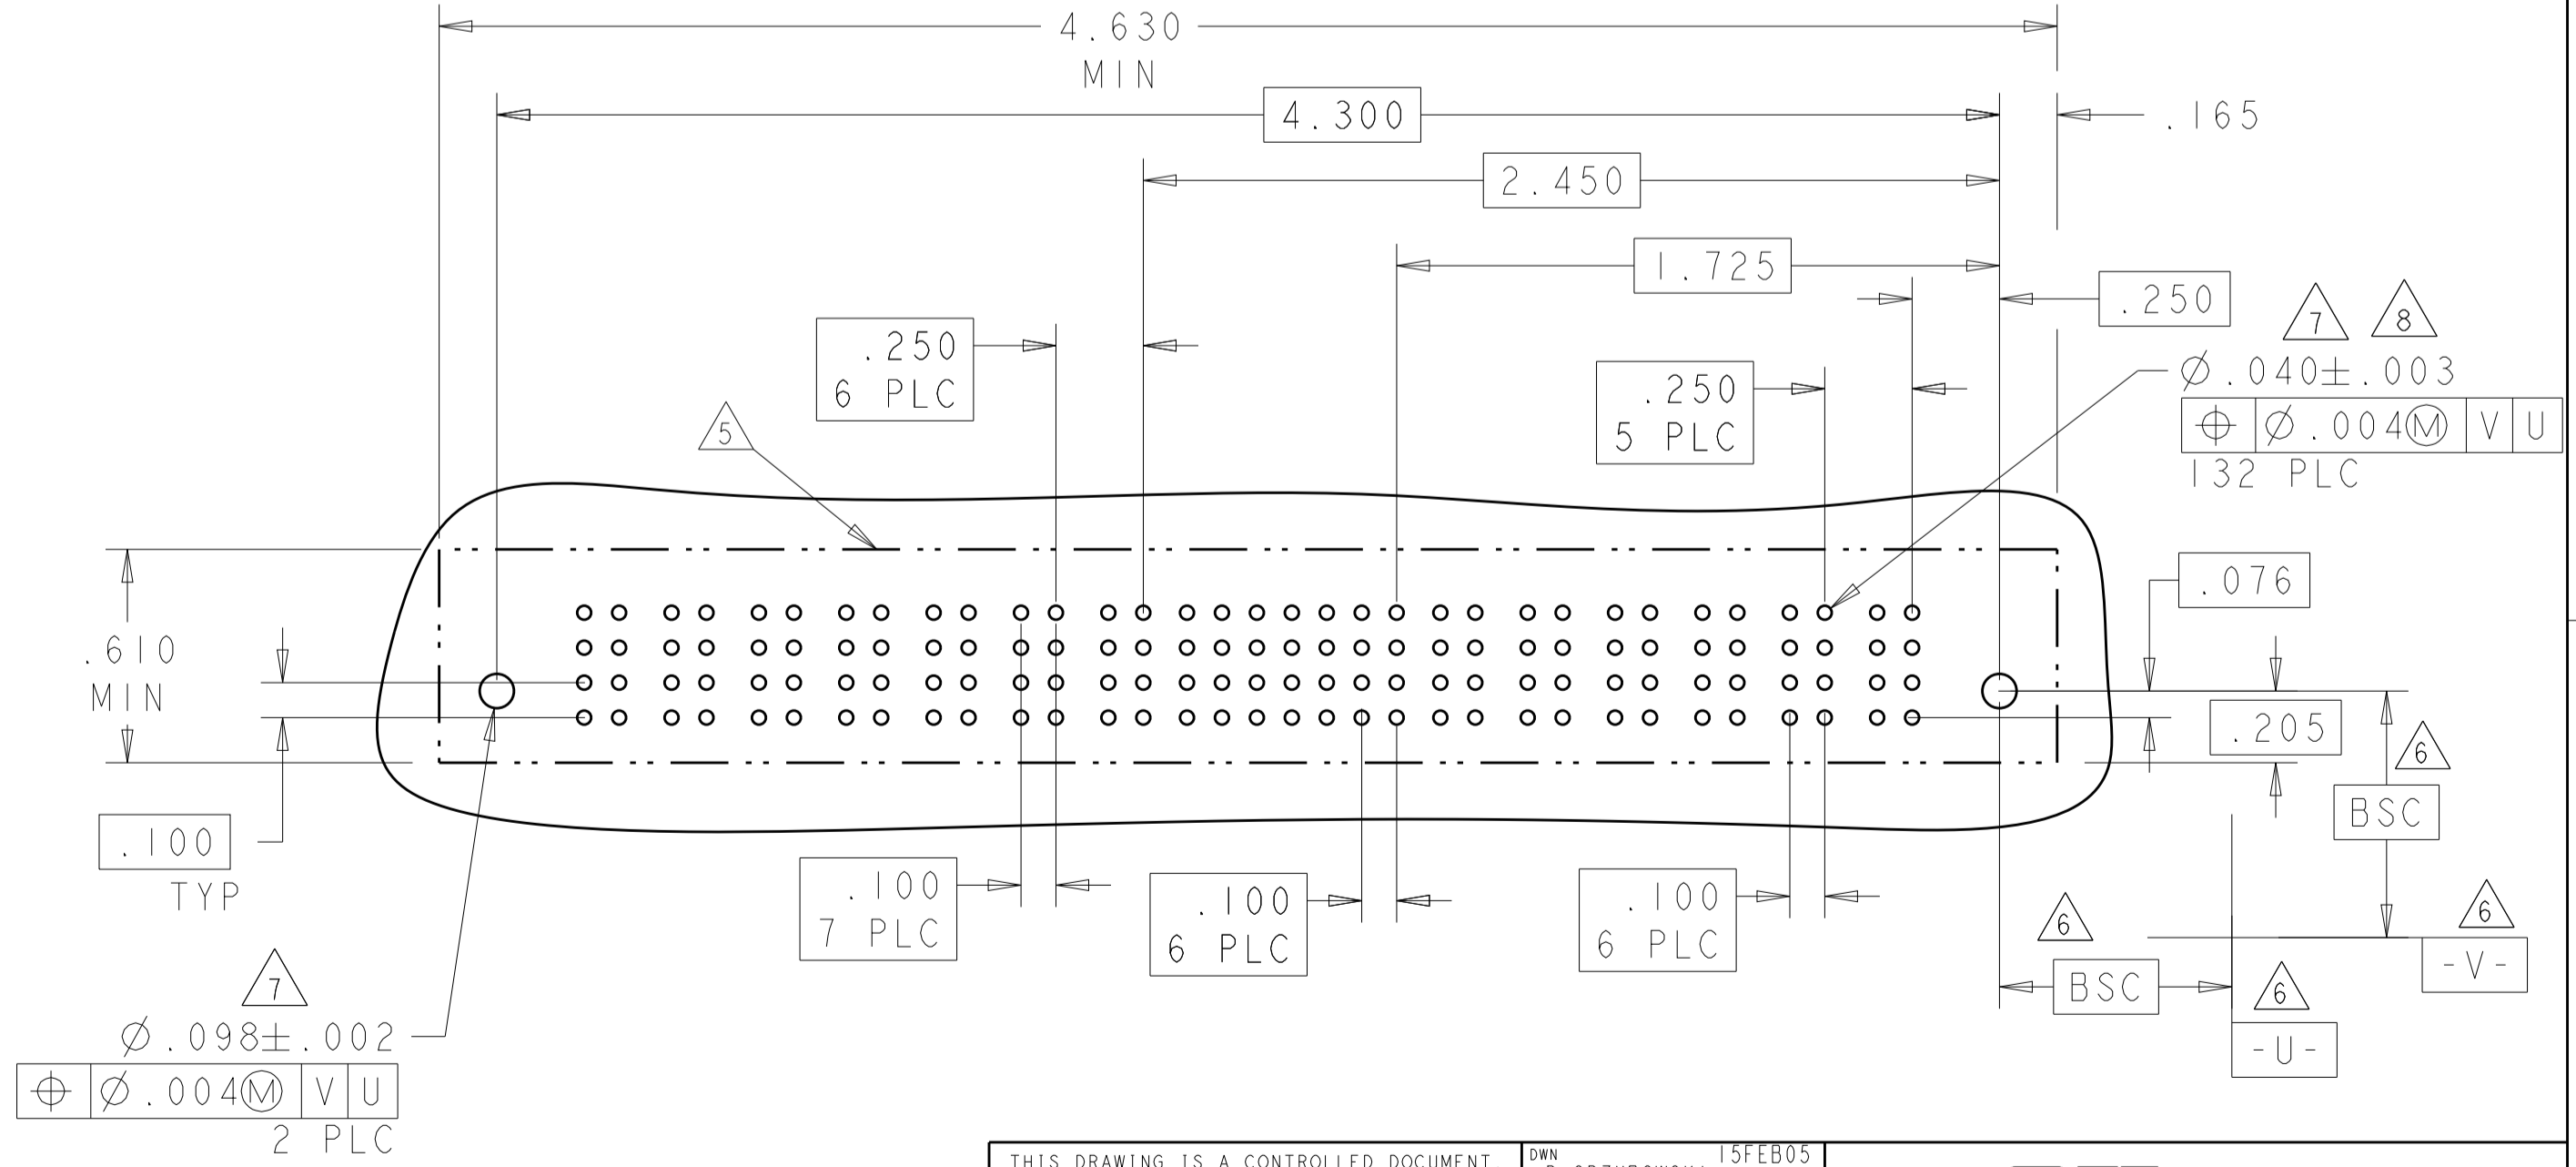 4.630
MIN
4.300
.165
2.450
1.725
.250
7
8
.250
6 PLC
.250
5 PLC
Ø.040±.003
⌖ Ø.004Ⓜ V U
132 PLC
5
.076
.610
MIN
.205
6
BSC
.100
TYP
.100
7 PLC
.100
6 PLC
.100
6 PLC
6
6
-V-
BSC
6
-U-
7
Ø.098±.002
⌖ Ø.004Ⓜ V U
2 PLC
THIS DRAWING IS A CONTROLLED DOCUMENT.
DWN
15FEB05